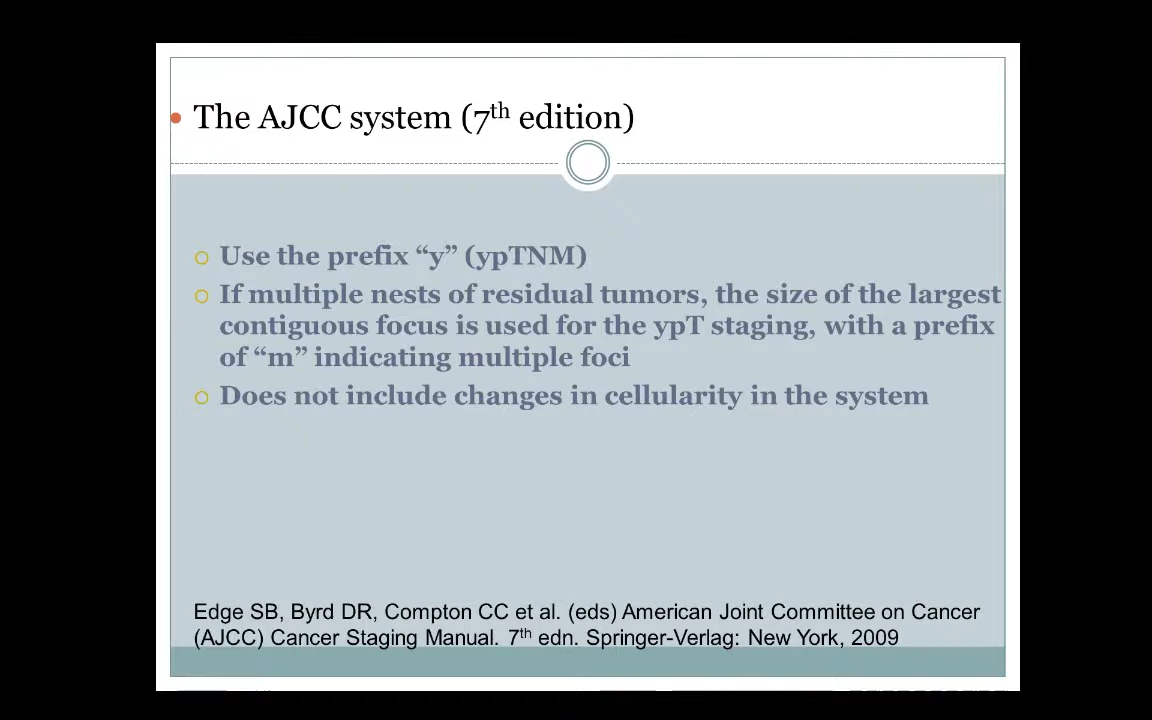 • The AJCC system (7th edition)
○ Use the prefix “y” (ypTNM)
○ If multiple nests of residual tumors, the size of the largest
contiguous focus is used for the ypT staging, with a prefix
of “m” indicating multiple foci
○ Does not include changes in cellularity in the system
Edge SB, Byrd DR, Compton CC et al. (eds) American Joint Committee on Cancer
(AJCC) Cancer Staging Manual. 7th edn. Springer-Verlag: New York, 2009